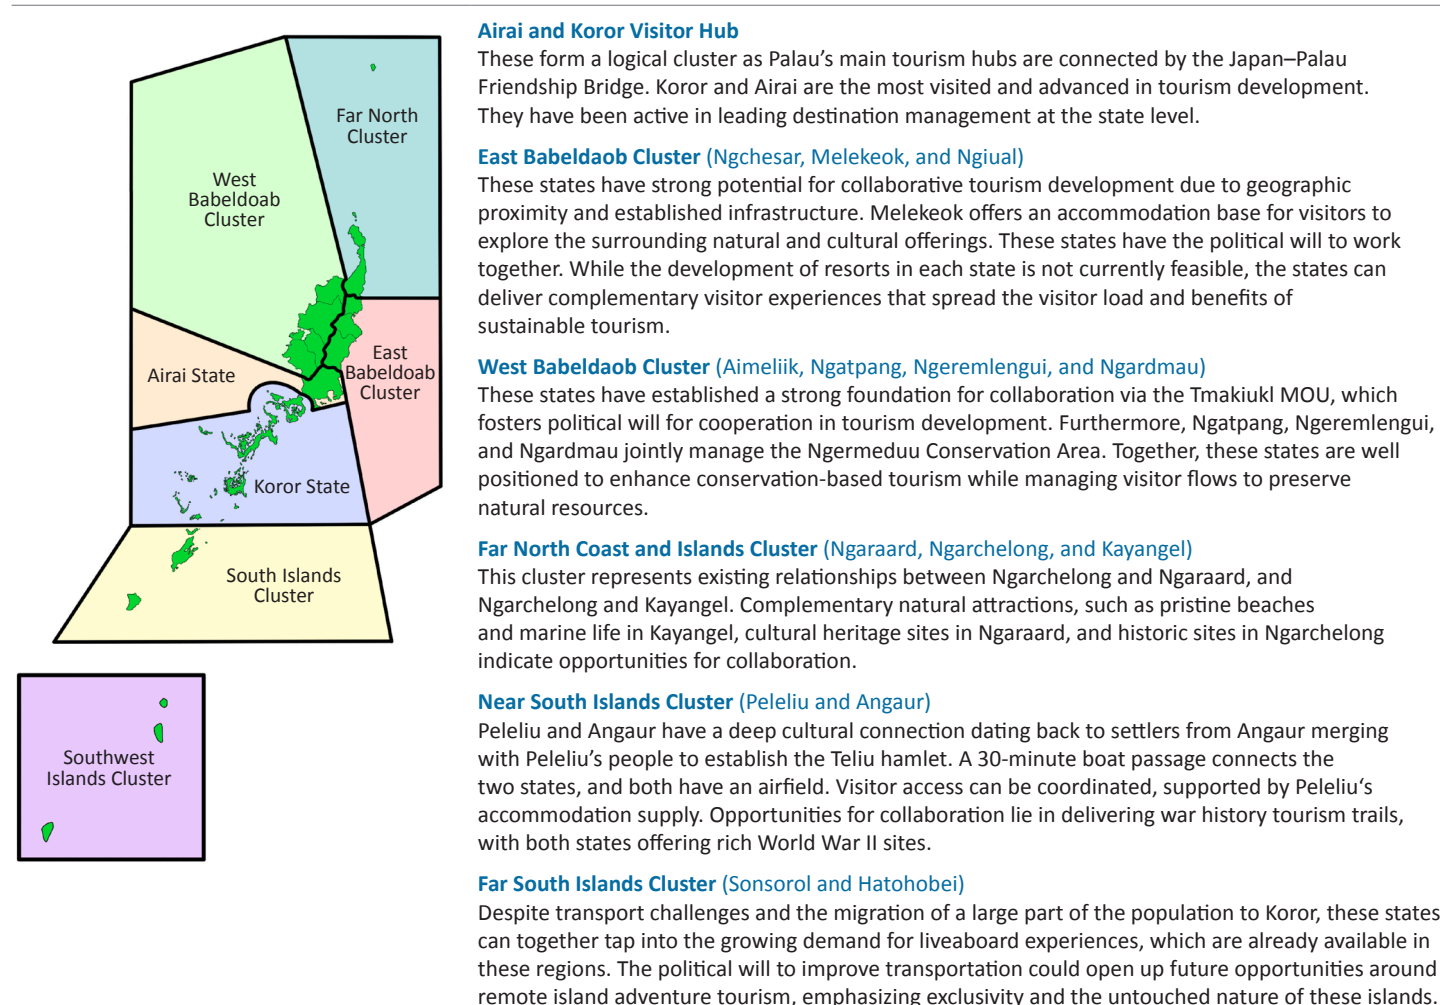 Far North
Cluster
West
Babeldoab
Cluster
East
Babeldoab
Cluster
Airai State
Koror State
South Islands
Cluster
Southwest
Islands Cluster
Airai and Koror Visitor Hub
These form a logical cluster as Palau’s main tourism hubs are connected by the Japan–Palau
Friendship Bridge. Koror and Airai are the most visited and advanced in tourism development.
They have been active in leading destination management at the state level.
East Babeldaob Cluster (Ngchesar, Melekeok, and Ngiual)
These states have strong potential for collaborative tourism development due to geographic
proximity and established infrastructure. Melekeok offers an accommodation base for visitors to
explore the surrounding natural and cultural offerings. These states have the political will to work
together. While the development of resorts in each state is not currently feasible, the states can
deliver complementary visitor experiences that spread the visitor load and benefits of
sustainable tourism.
West Babeldaob Cluster (Aimeliik, Ngatpang, Ngeremlengui, and Ngardmau)
These states have established a strong foundation for collaboration via the Tmakiukl MOU, which
fosters political will for cooperation in tourism development. Furthermore, Ngatpang, Ngeremlengui,
and Ngardmau jointly manage the Ngermeduu Conservation Area. Together, these states are well
positioned to enhance conservation-based tourism while managing visitor flows to preserve
natural resources.
Far North Coast and Islands Cluster (Ngaraard, Ngarchelong, and Kayangel)
This cluster represents existing relationships between Ngarchelong and Ngaraard, and
Ngarchelong and Kayangel. Complementary natural attractions, such as pristine beaches
and marine life in Kayangel, cultural heritage sites in Ngaraard, and historic sites in Ngarchelong
indicate opportunities for collaboration.
Near South Islands Cluster (Peleliu and Angaur)
Peleliu and Angaur have a deep cultural connection dating back to settlers from Angaur merging
with Peleliu’s people to establish the Teliu hamlet. A 30-minute boat passage connects the
two states, and both have an airfield. Visitor access can be coordinated, supported by Peleliu‘s
accommodation supply. Opportunities for collaboration lie in delivering war history tourism trails,
with both states offering rich World War II sites.
Far South Islands Cluster (Sonsorol and Hatohobei)
Despite transport challenges and the migration of a large part of the population to Koror, these states
can together tap into the growing demand for liveaboard experiences, which are already available in
these regions. The political will to improve transportation could open up future opportunities around
remote island adventure tourism, emphasizing exclusivity and the untouched nature of these islands.